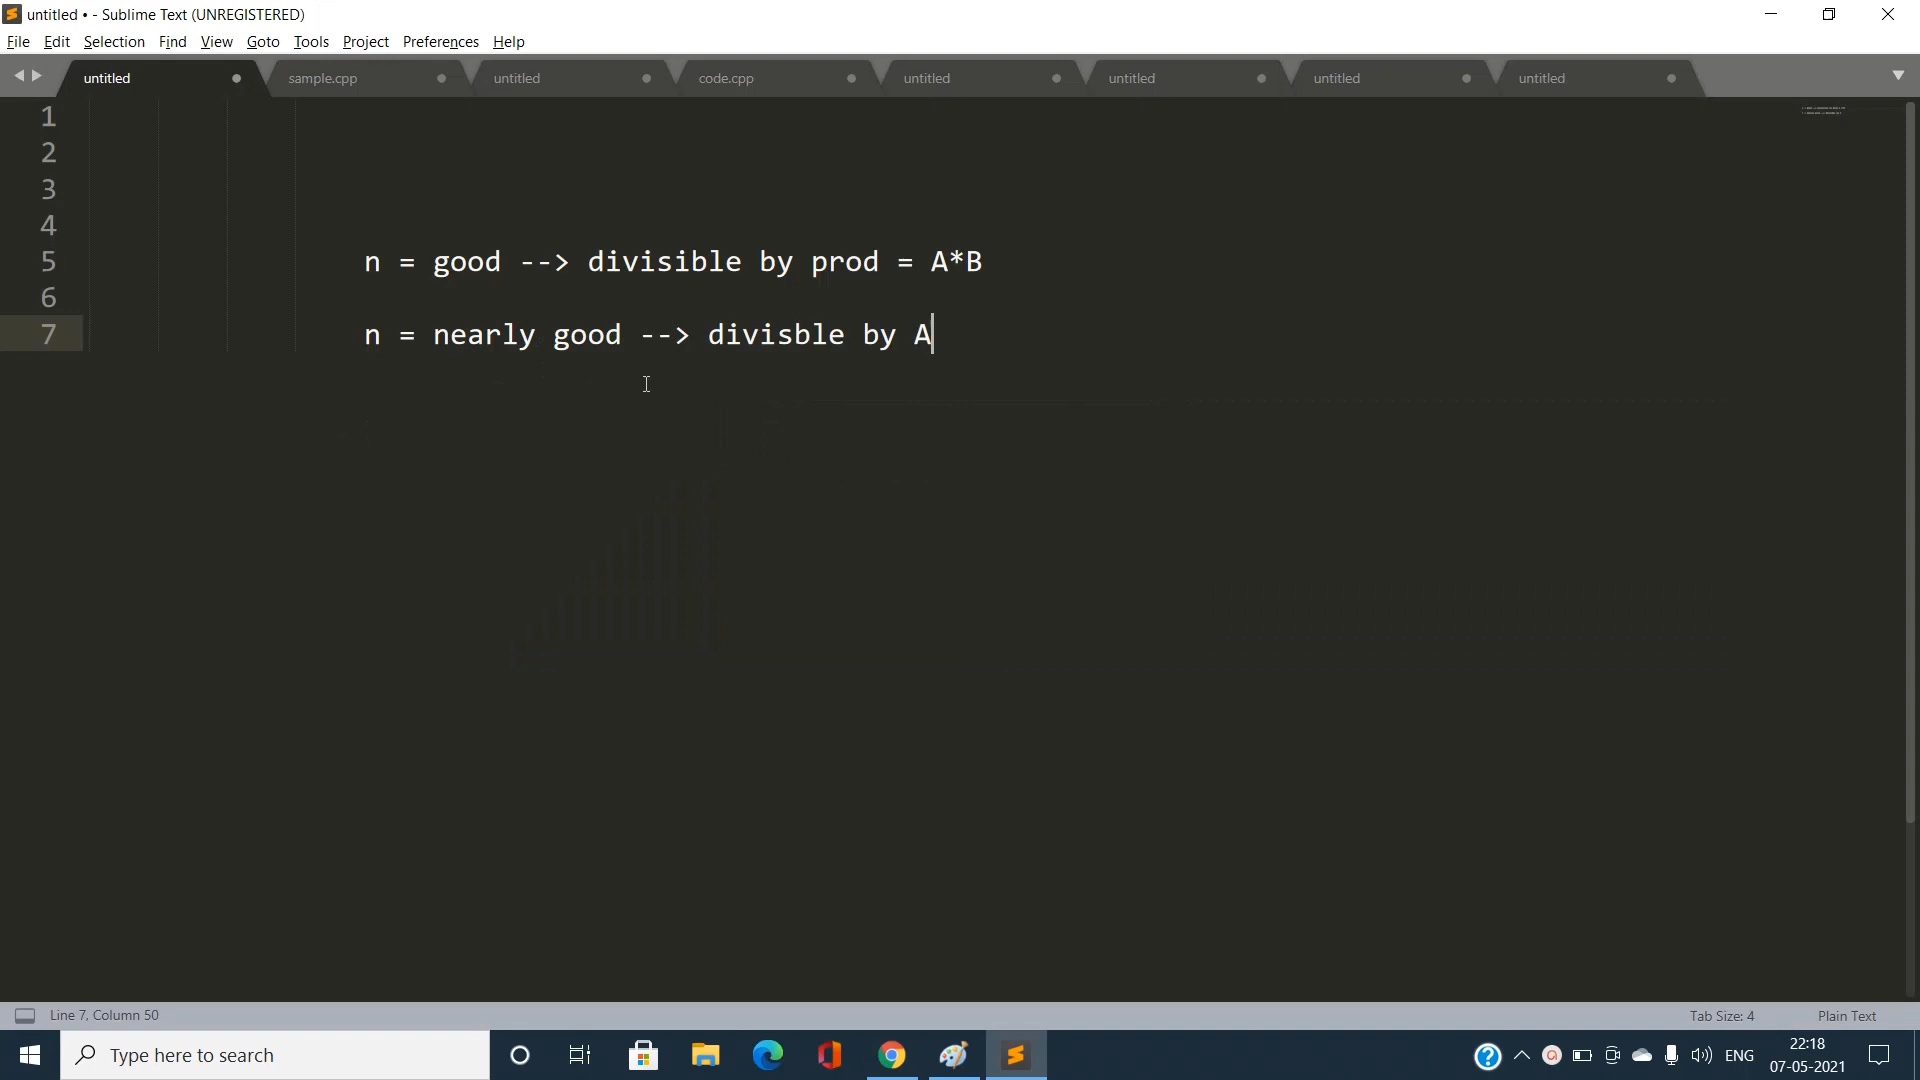 untitled • - Sublime Text (UNREGISTERED)
File Edit Selection Find View Goto Tools Project Preferences Help
untitled sample.cpp untitled code.cpp untitled untitled untitled untitled
1
2
3
4
5 n = good --> divisible by prod = A*B
6
7 n = nearly good --> divisble by A
Line 7, Column 50 Tab Size: 4 Plain Text
Type here to search ENG 22:18
07-05-2021